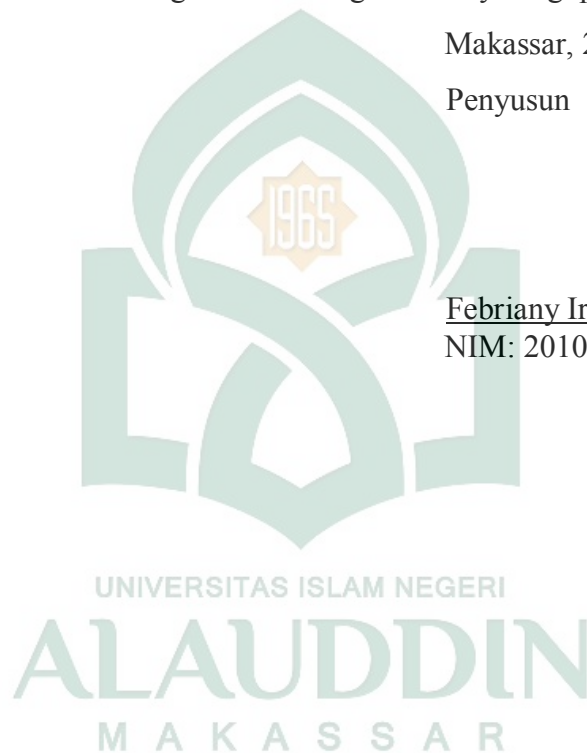 Makassar, 2
Penyusun
1965
Febriany Ir
NIM: 2010
UNIVERSITAS ISLAM NEGERI
ALAUDDIN
MAKASSAR